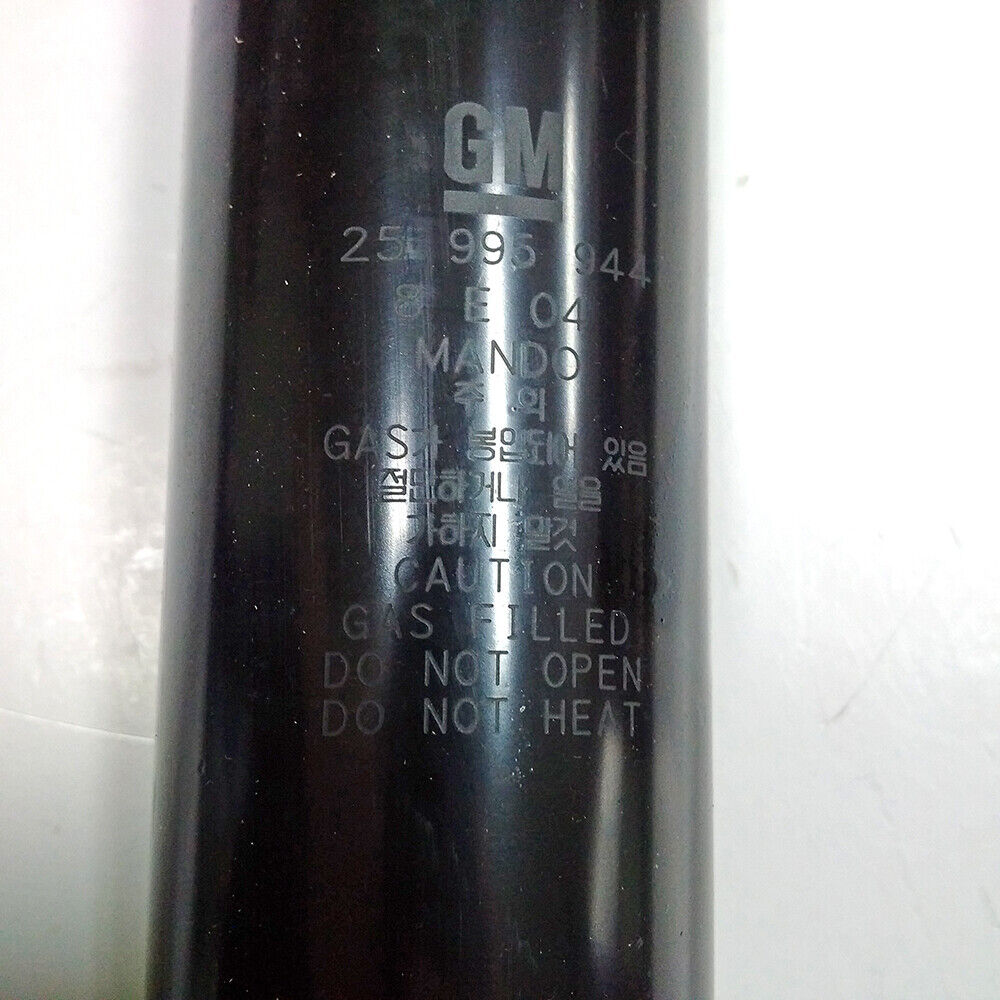 GM
25 995 944
8 E 04
MANDO
주 의
GAS가 봉입되어 있음
절단하거나 열을
가하지 말것
CAUTION
GAS FILLED
DO NOT OPEN
DO NOT HEAT